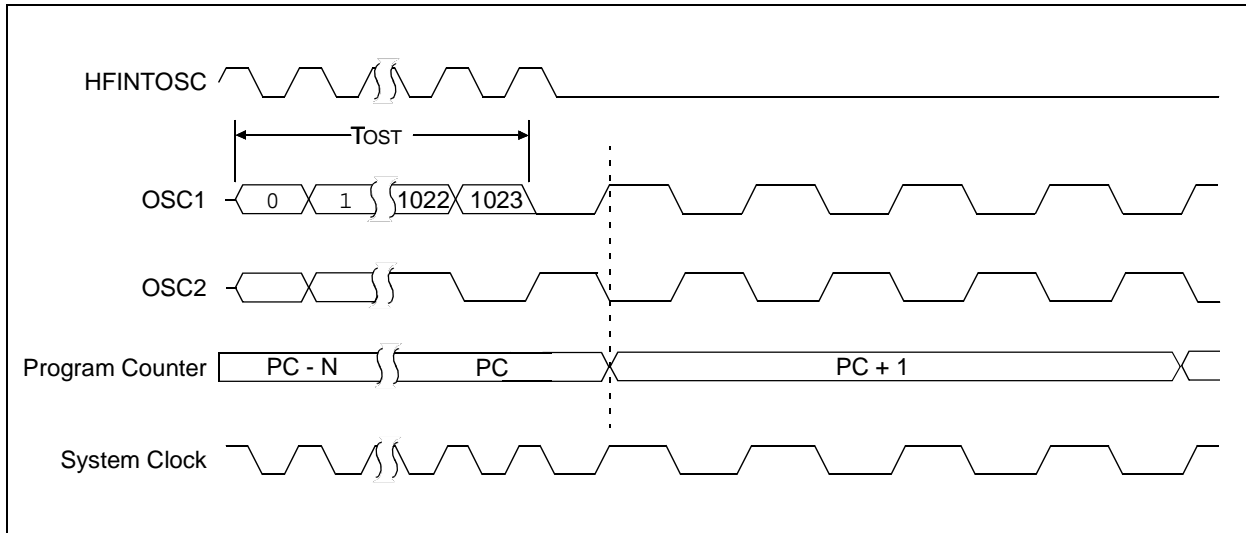 HFINTOSC
TOST
OSC1 0 1 1022 1023
OSC2
Program Counter PC - N PC PC + 1
System Clock